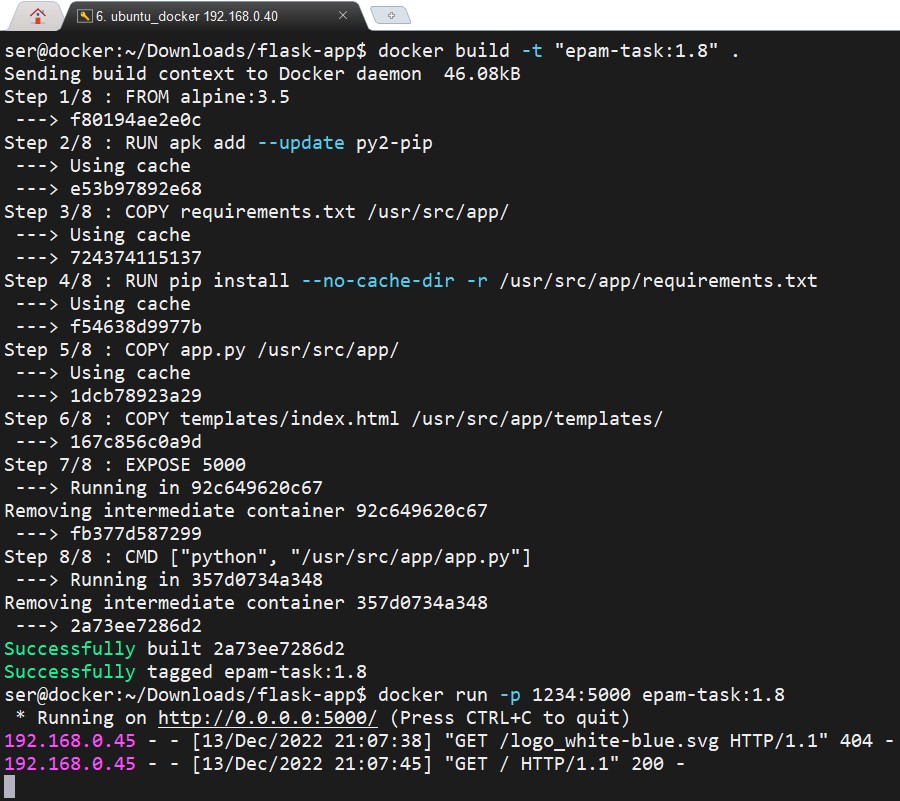 6. ubuntu_docker 192.168.0.40
ser@docker:~/Downloads/flask-app$ docker build -t "epam-task:1.8" .
Sending build context to Docker daemon  46.08kB
Step 1/8 : FROM alpine:3.5
 ---> f80194ae2e0c
Step 2/8 : RUN apk add --update py2-pip
 ---> Using cache
 ---> e53b97892e68
Step 3/8 : COPY requirements.txt /usr/src/app/
 ---> Using cache
 ---> 724374115137
Step 4/8 : RUN pip install --no-cache-dir -r /usr/src/app/requirements.txt
 ---> Using cache
 ---> f54638d9977b
Step 5/8 : COPY app.py /usr/src/app/
 ---> Using cache
 ---> 1dcb78923a29
Step 6/8 : COPY templates/index.html /usr/src/app/templates/
 ---> 167c856c0a9d
Step 7/8 : EXPOSE 5000
 ---> Running in 92c649620c67
Removing intermediate container 92c649620c67
 ---> fb377d587299
Step 8/8 : CMD ["python", "/usr/src/app/app.py"]
 ---> Running in 357d0734a348
Removing intermediate container 357d0734a348
 ---> 2a73ee7286d2
Successfully built 2a73ee7286d2
Successfully tagged epam-task:1.8
ser@docker:~/Downloads/flask-app$ docker run -p 1234:5000 epam-task:1.8
 * Running on http://0.0.0.0:5000/ (Press CTRL+C to quit)
192.168.0.45 - - [13/Dec/2022 21:07:38] "GET /logo_white-blue.svg HTTP/1.1" 404 -
192.168.0.45 - - [13/Dec/2022 21:07:45] "GET / HTTP/1.1" 200 -